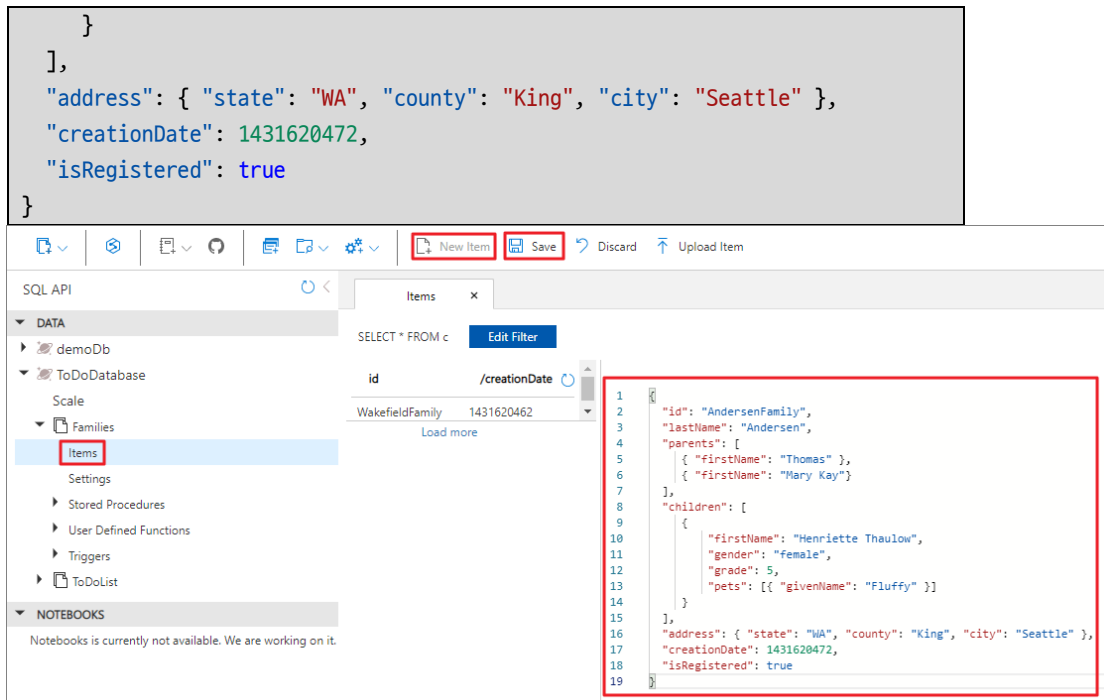 }
],
"address": { "state": "WA", "county": "King", "city": "Seattle" },
"creationDate": 1431620472,
"isRegistered": true
}
New Item
Save
Discard
Upload Item
SQL API
DATA
demoDb
ToDoDatabase
Scale
Families
Items
Settings
Stored Procedures
User Defined Functions
Triggers
ToDoList
NOTEBOOKS
Notebooks is currently not available. We are working on it.
Items
SELECT * FROM c
Edit Filter
id /creationDate
WakefieldFamily 1431620462
Load more
1 {
2 "id": "AndersenFamily",
3 "lastName": "Andersen",
4 "parents": [
5 { "firstName": "Thomas" },
6 { "firstName": "Mary Kay"}
7 ],
8 "children": [
9 {
10 "firstName": "Henriette Thaulow",
11 "gender": "female",
12 "grade": 5,
13 "pets": [{ "givenName": "Fluffy" }]
14 }
15 ],
16 "address": { "state": "WA", "county": "King", "city": "Seattle" },
17 "creationDate": 1431620472,
18 "isRegistered": true
19 }